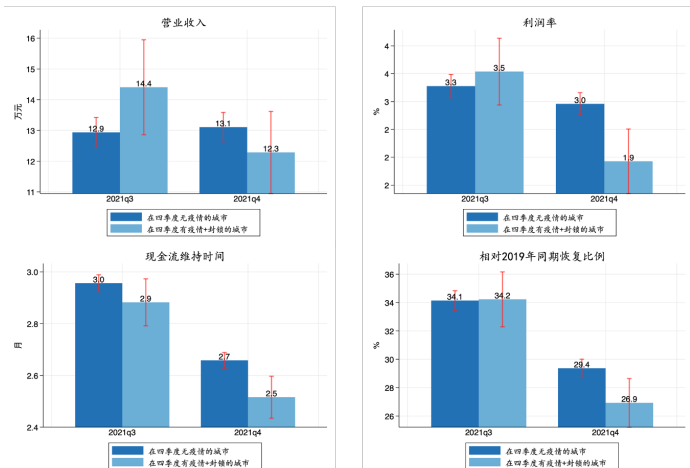 营业收入
16
15
14
13
12
11
万元
12.9
14.4
13.1
12.3
2021q3
2021q4
在四季度无疫情的城市
在四季度有疫情+封锁的城市
利润率
4
4
3
2
2
2
%
3.3
3.5
3.0
1.9
2021q3
2021q4
在四季度无疫情的城市
在四季度有疫情+封锁的城市
现金流维持时间
3.0
2.8
2.6
2.4
月
3.0
2.9
2.7
2.5
2021q3
2021q4
在四季度无疫情的城市
在四季度有疫情+封锁的城市
相对2019年同期恢复比例
36
34
32
30
28
26
%
34.1
34.2
29.4
26.9
2021q3
2021q4
在四季度无疫情的城市
在四季度有疫情+封锁的城市